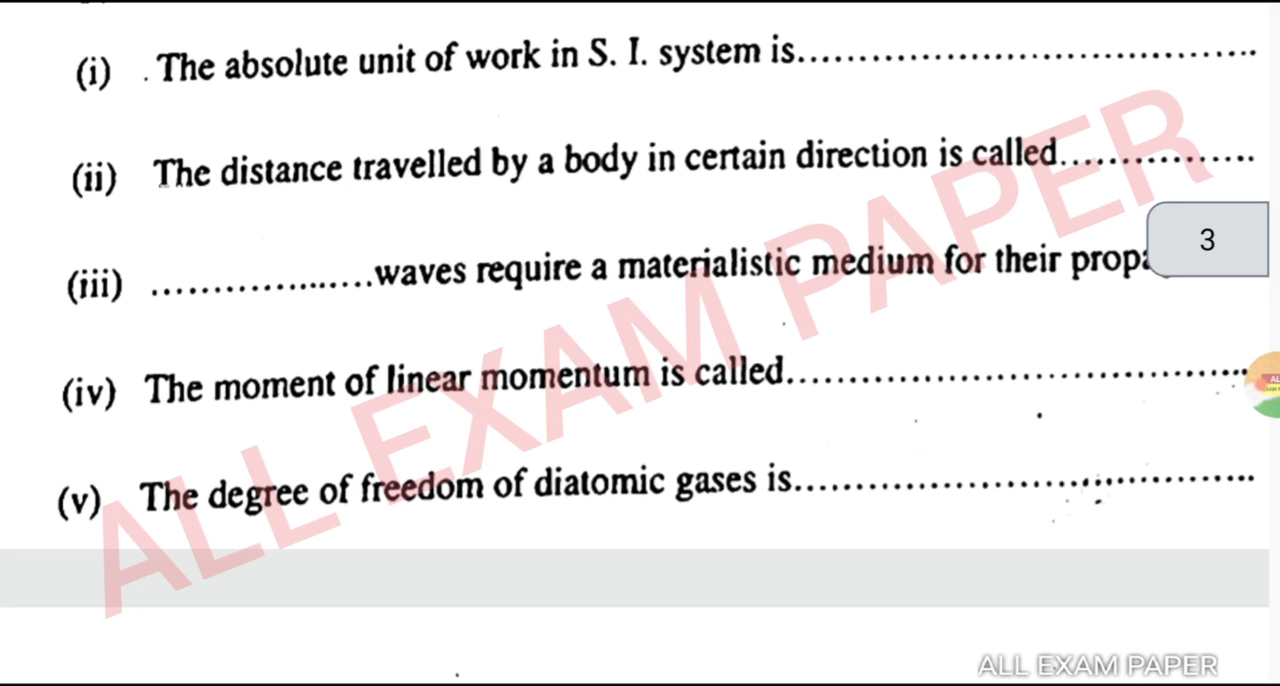 (i) . The absolute unit of work in S. I. system is......................................
(ii) The distance travelled by a body in certain direction is called................
(iii) ..................waves require a materialistic medium for their
3
(iv) The moment of linear momentum is called......................................
(v) The degree of freedom of diatomic gases is......................................
ALL EXAM PAPER
ALL EXAM PAPER